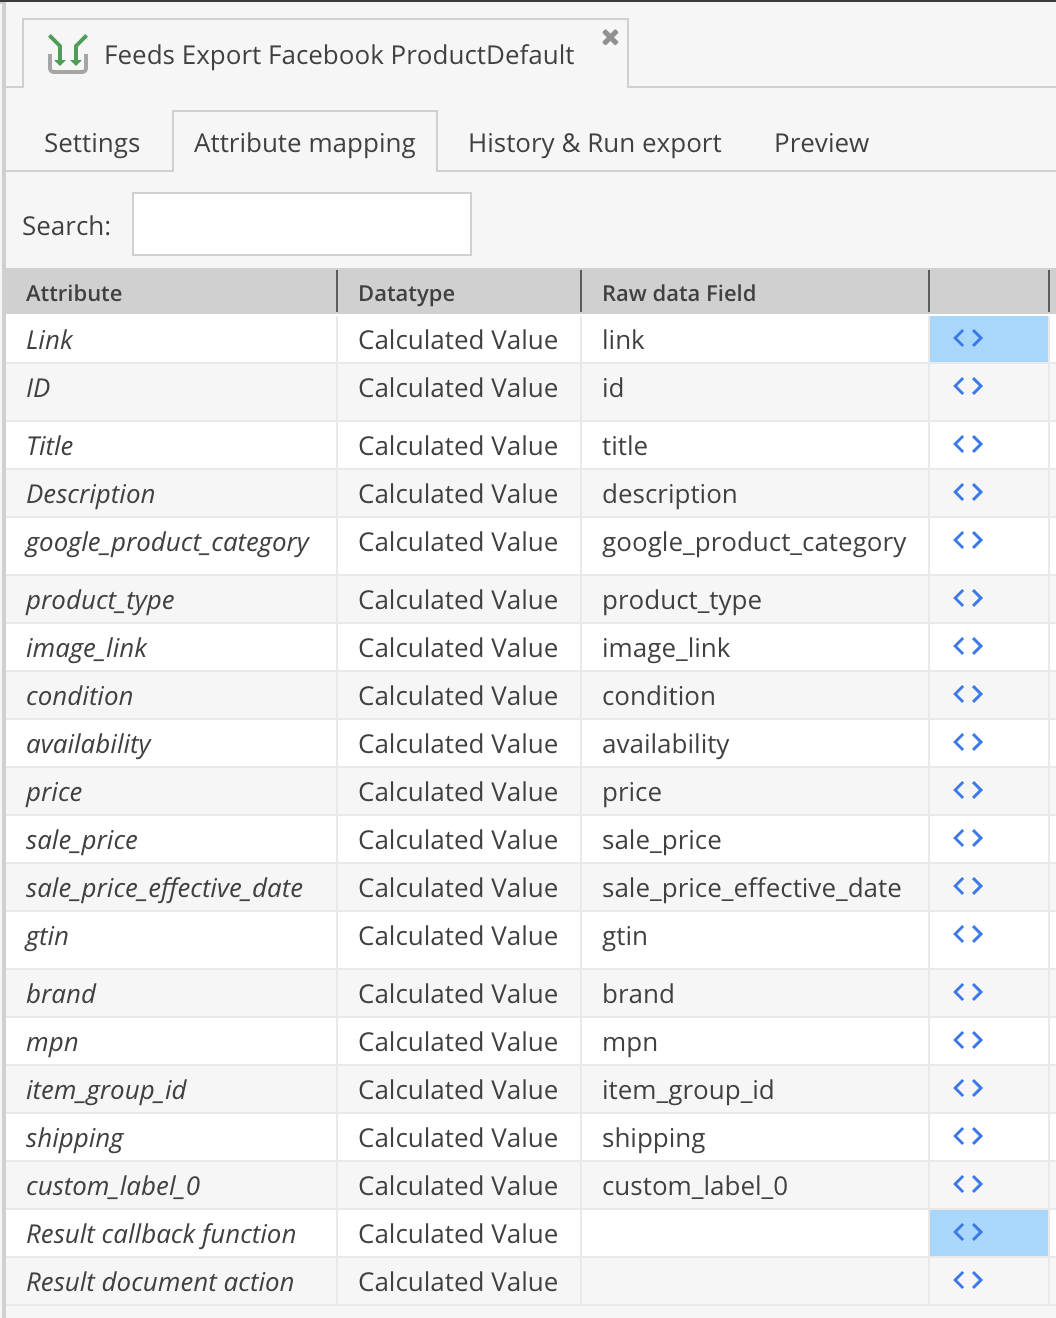 Feeds Export Facebook ProductDefault
Settings Attribute mapping History & Run export Preview
Search:
Attribute Datatype Raw data Field
Link Calculated Value link <>
ID Calculated Value id <>
Title Calculated Value title <>
Description Calculated Value description <>
google_product_category Calculated Value google_product_category <>
product_type Calculated Value product_type <>
image_link Calculated Value image_link <>
condition Calculated Value condition <>
availability Calculated Value availability <>
price Calculated Value price <>
sale_price Calculated Value sale_price <>
sale_price_effective_date Calculated Value sale_price_effective_date <>
gtin Calculated Value gtin <>
brand Calculated Value brand <>
mpn Calculated Value mpn <>
item_group_id Calculated Value item_group_id <>
shipping Calculated Value shipping <>
custom_label_0 Calculated Value custom_label_0 <>
Result callback function Calculated Value <>
Result document action Calculated Value <>